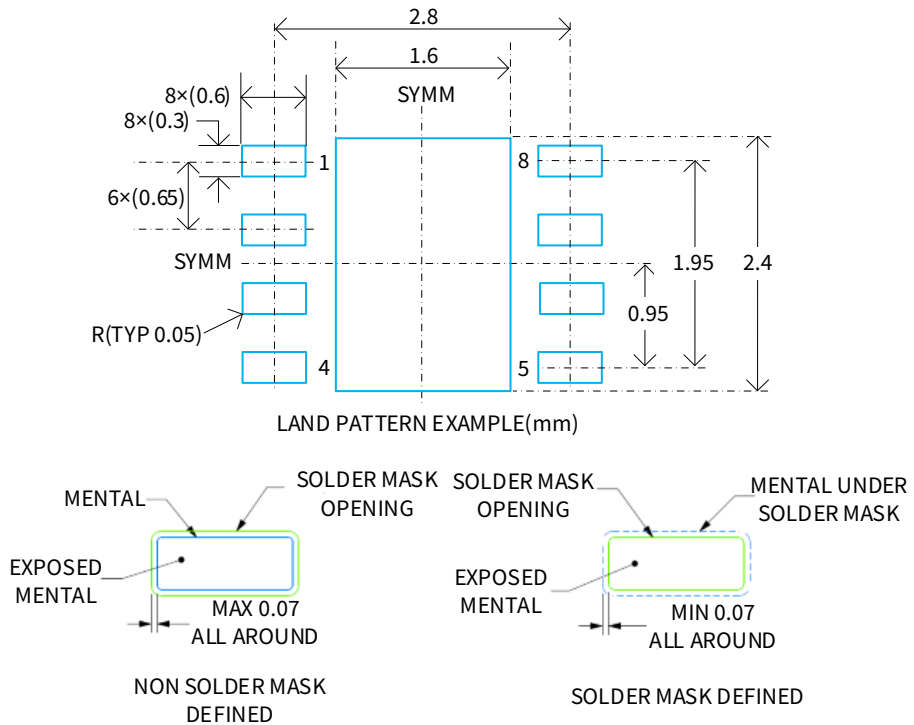 2.8
1.6
SYMM
8×(0.6)
8×(0.3)
1
8
6×(0.65)
SYMM
1.95
2.4
0.95
R(TYP 0.05)
4
5
LAND PATTERN EXAMPLE(mm)
MENTAL
SOLDER MASK
OPENING
EXPOSED
MENTAL
MAX 0.07
ALL AROUND
NON SOLDER MASK
DEFINED
SOLDER MASK
OPENING
MENTAL UNDER
SOLDER MASK
EXPOSED
MENTAL
MIN 0.07
ALL AROUND
SOLDER MASK DEFINED